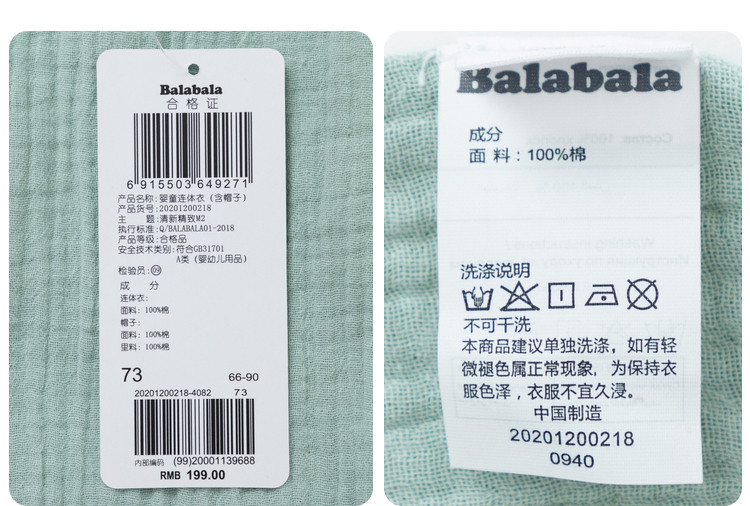 Balabala
合格证
6 915503 649271
产品名称:婴童连体衣(含帽子)
产品货号:20201200218
主　题:清新精致M2
执行标准:Q/BALABALA01-2018
产品等级:合格品
安全技术类别:符合GB31701
A类(婴幼儿用品)
检验员:09
成　分
连体衣:
面料: 100%棉
帽子:
面料: 100%棉
里料: 100%棉
73 66-90
20201200218-4082 73
内部编码 (99)20001139688
RMB 199.00
Balabala
成分
面 料：100%棉
洗涤说明
不可干洗
本商品建议单独洗涤，如有轻
微褪色属正常现象，为保持衣
服色泽，衣服不宜久浸。
中国制造
20201200218
0940